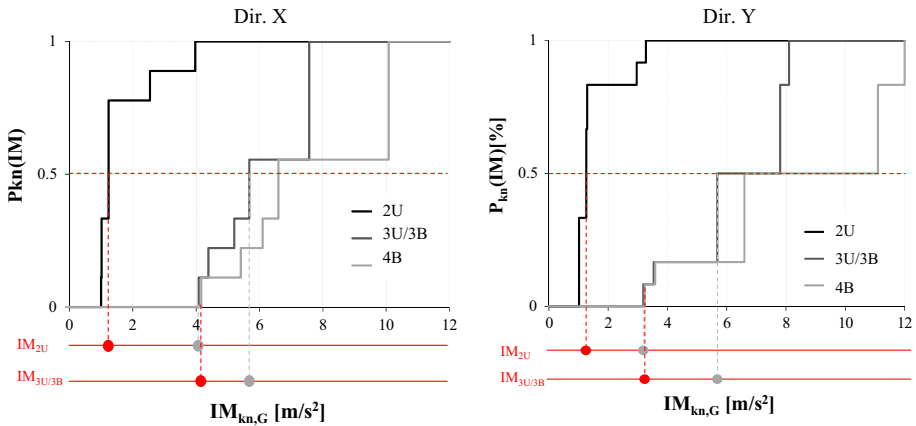 Dir. X
Pkn(IM)
1
0.5
0
2U
3U/3B
4B
0 2 4 6 8 10 12
IM2U
IM3U/3B
IMkn,G [m/s²]
Dir. Y
Pkn(IM)[%]
1
0.5
0
2U
3U/3B
4B
0 2 4 6 8 10 12
IM2U
IM3U/3B
IMkn,G [m/s²]